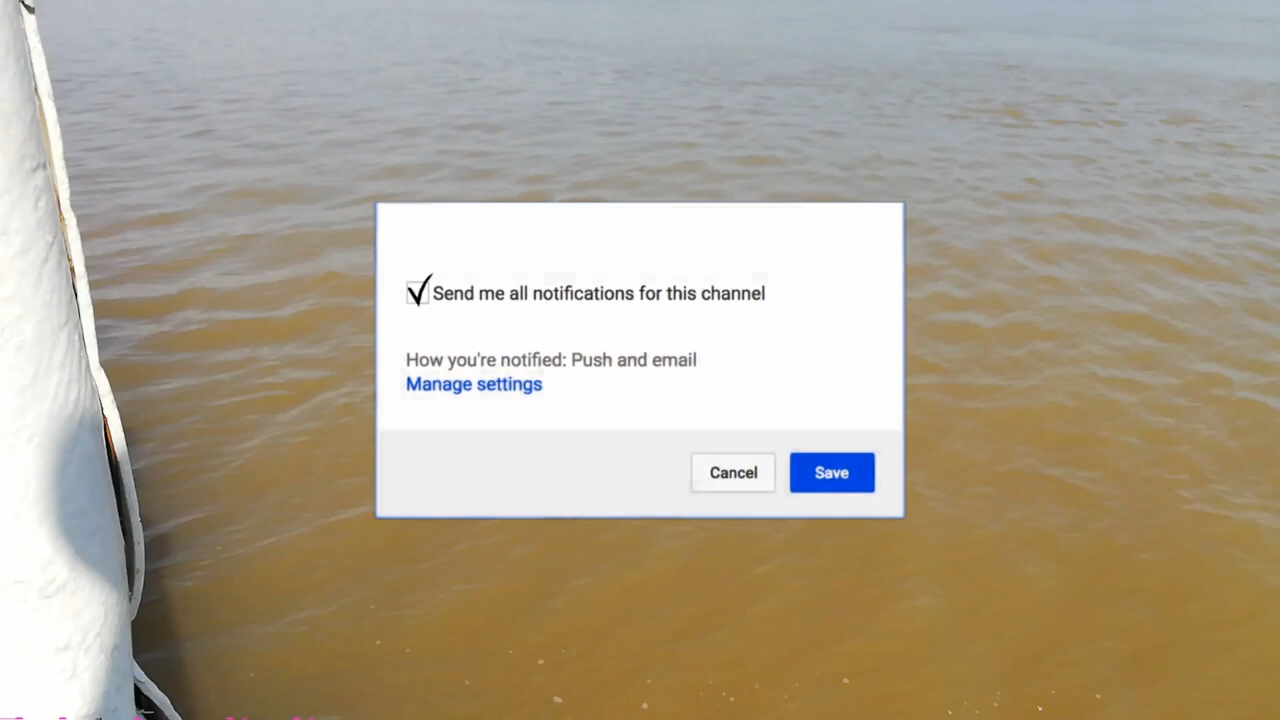 Send me all notifications for this channel
How you're notified: Push and email
Manage settings
Cancel
Save